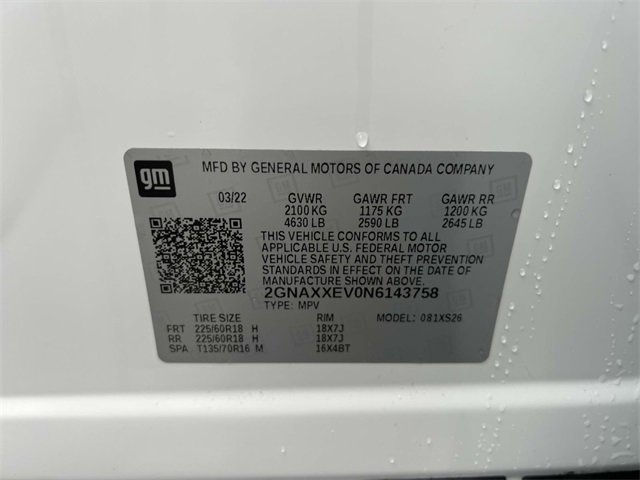 gm
MFD BY GENERAL MOTORS OF CANADA COMPANY
03/22 GVWR GAWR FRT GAWR RR
2100 KG 1175 KG 1200 KG
4630 LB 2590 LB 2645 LB
THIS VEHICLE CONFORMS TO ALL
APPLICABLE U.S. FEDERAL MOTOR
VEHICLE SAFETY AND THEFT PREVENTION
STANDARDS IN EFFECT ON THE DATE OF
MANUFACTURE SHOWN ABOVE.
2GNAXXEV0N6143758
TYPE: MPV
TIRE SIZE RIM MODEL: 081XS26
FRT 225/60R18 H 18X7J
RR 225/60R18 H 18X7J
SPA T135/70R16 M 16X4BT